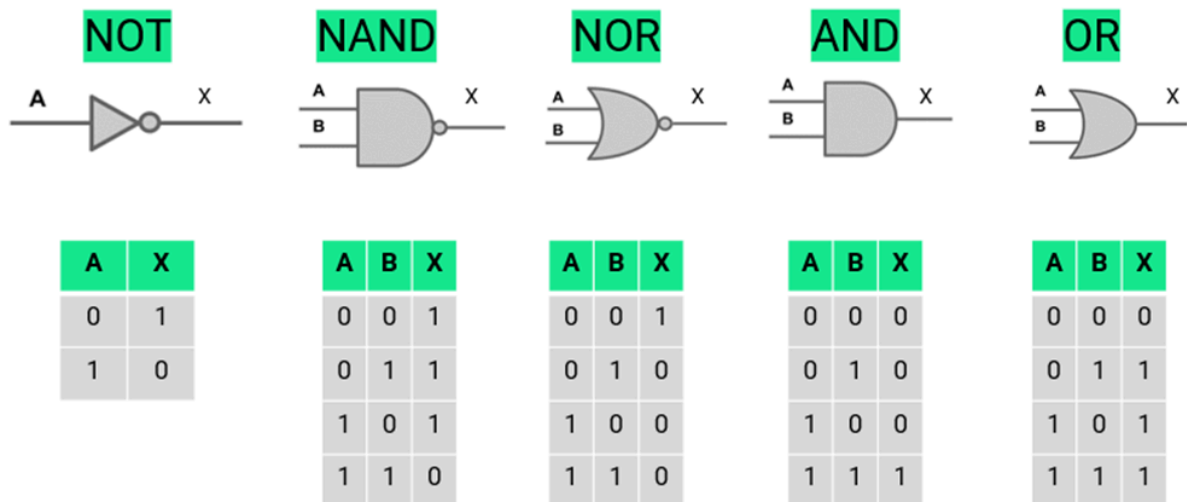 NOT NAND NOR AND OR
A X A X A X A X A X
B B B B
A X A B X A B X A B X A B X
0 1 0 0 1 0 0 1 0 0 0 0 0 0
1 0 0 1 1 0 1 0 0 1 0 0 1 1
1 0 1 1 0 0 1 0 0 1 0 1
1 1 0 1 1 0 1 1 1 1 1 1